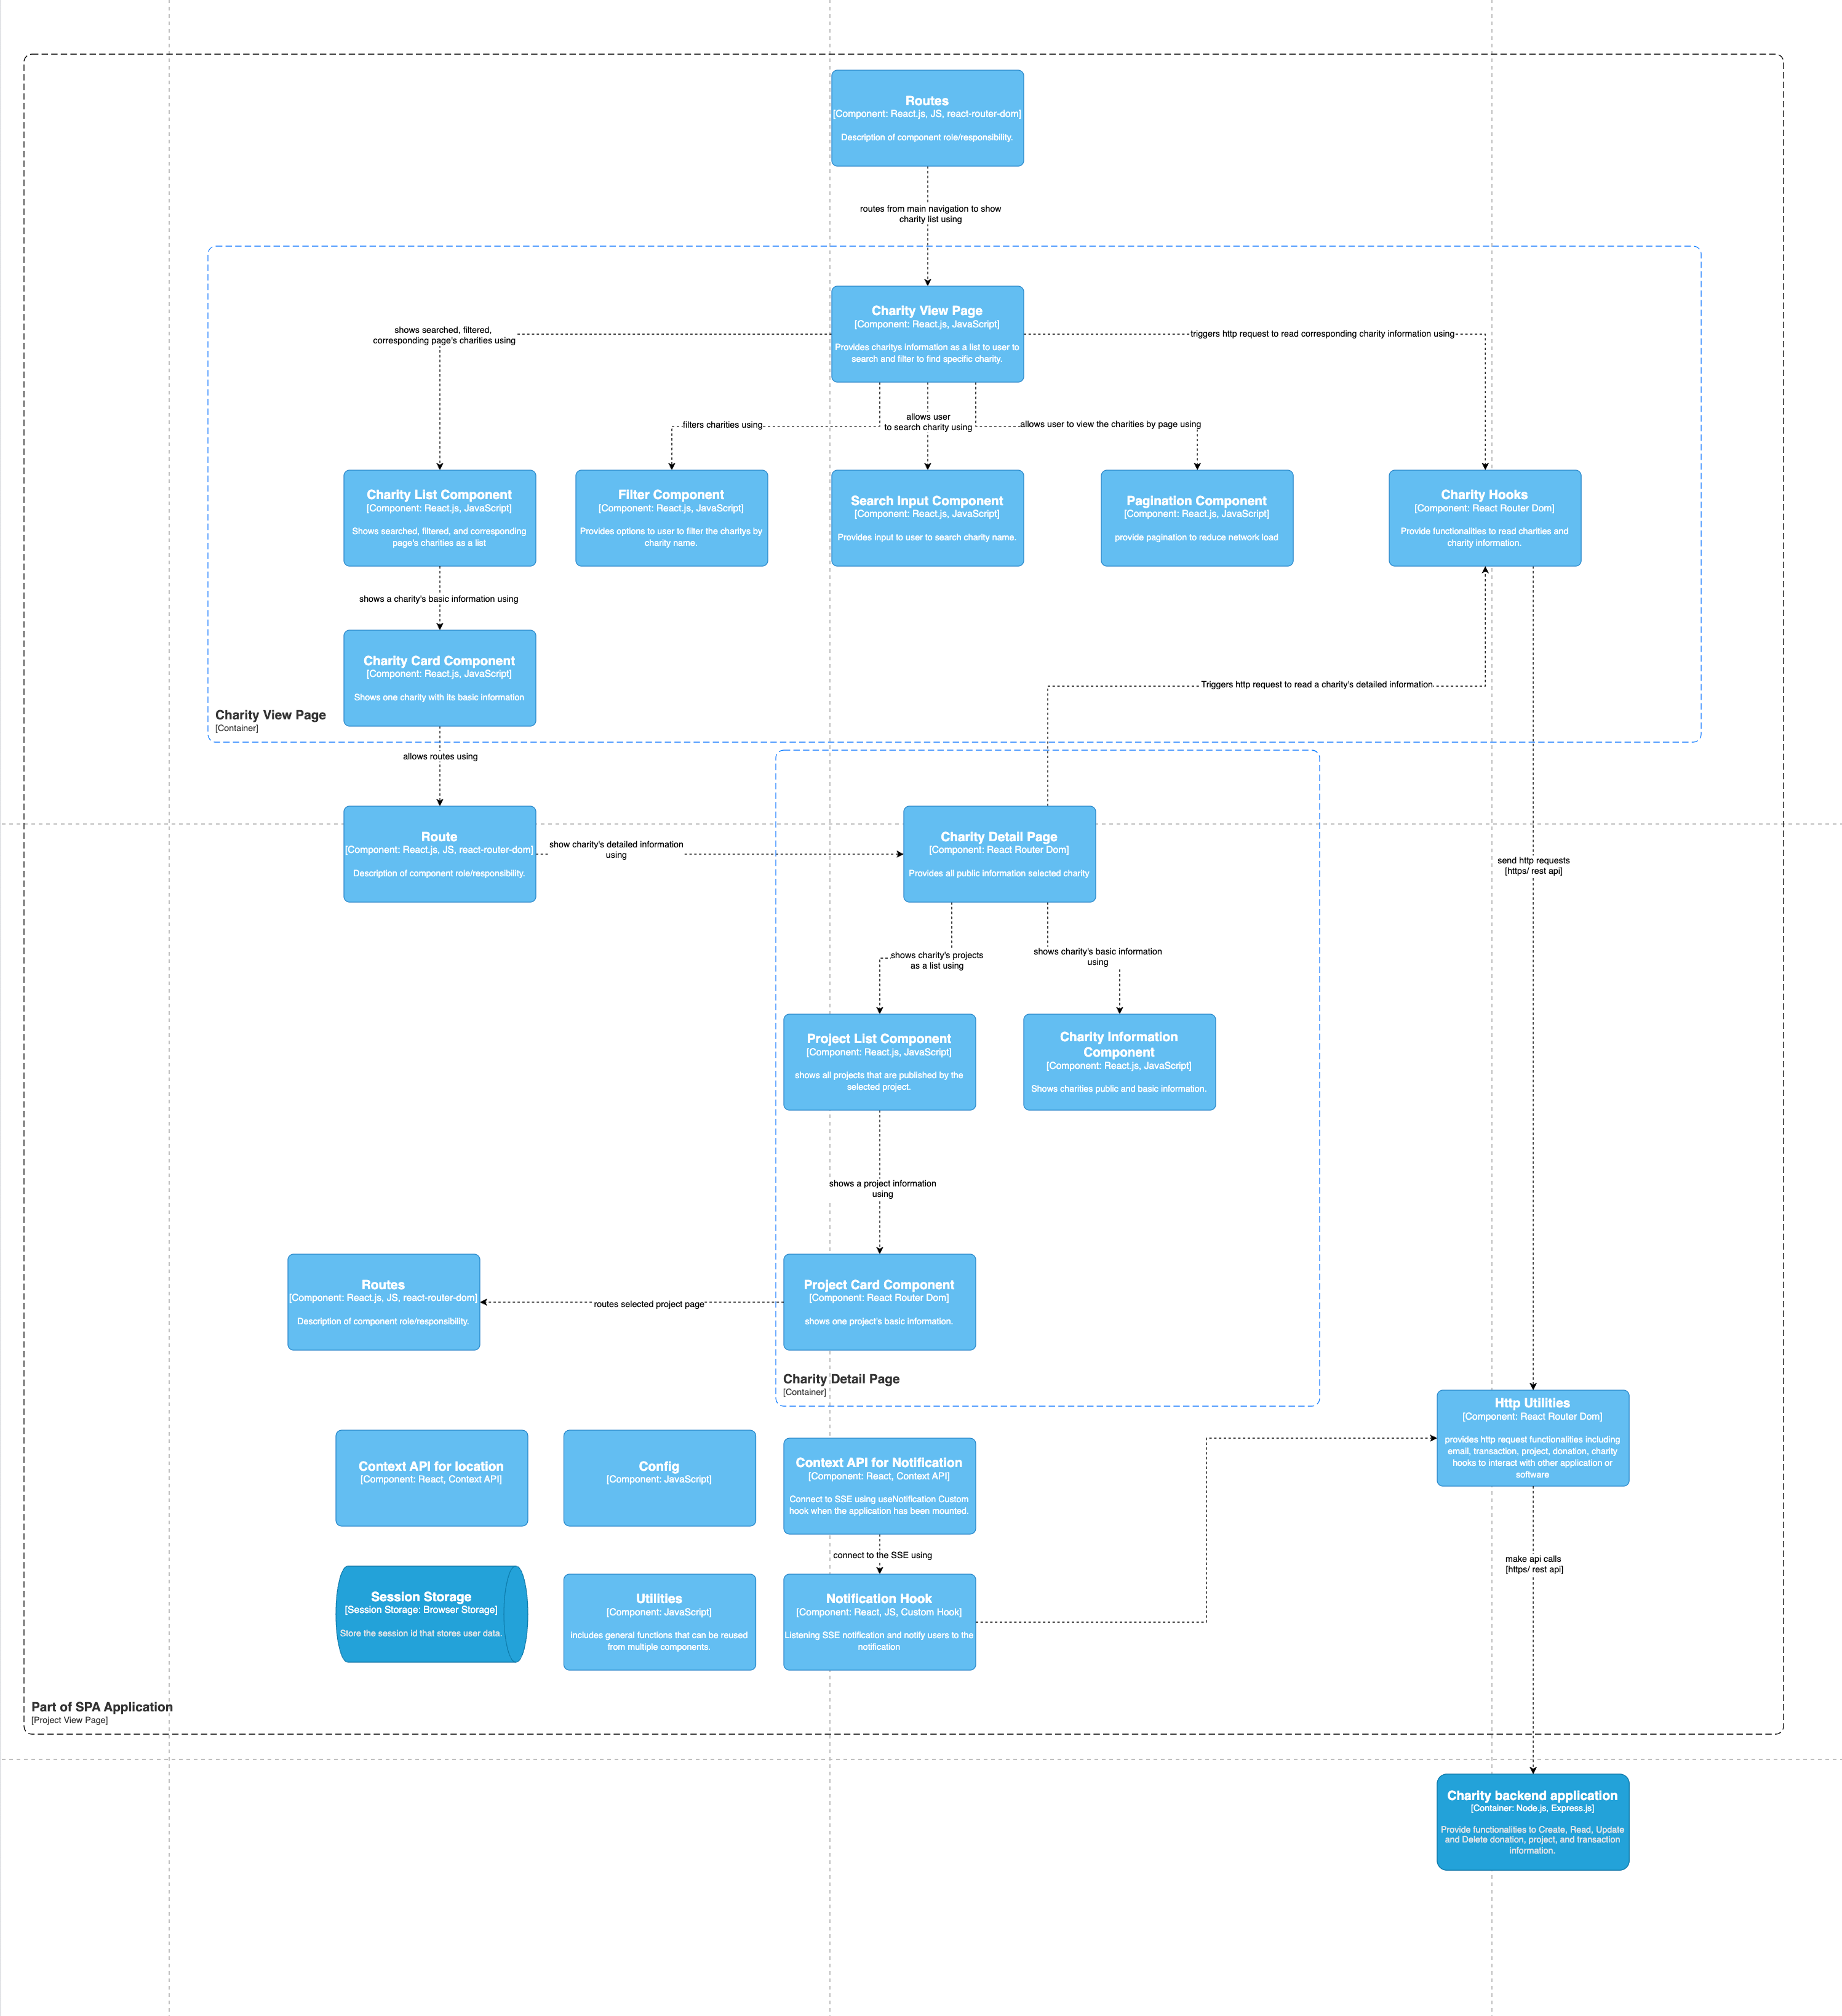 Routes
[Component: React.js, JS, react-router-dom]
Description of component role/responsibility.
routes from main navigation to show
charity list using
Charity View Page
[Component: React.js, JavaScript]
Provides charitys information as a list to user to
search and filter to find specific charity.
shows searched, filtered,
corresponding page's charities using
triggers http request to read corresponding charity information using
filters charities using
allows user
to search charity using
allows user to view the charities by page using
Charity List Component
[Component: React.js, JavaScript]
Shows searched, filtered, and corresponding
page's charities as a list
Filter Component
[Component: React.js, JavaScript]
Provides options to user to filter the charitys by
charity name.
Search Input Component
[Component: React.js, JavaScript]
Provides input to user to search charity name.
Pagination Component
[Component: React.js, JavaScript]
provide pagination to reduce network load
Charity Hooks
[Component: React Router Dom]
Provide functionalities to read charities and
charity information.
shows a charity's basic information using
Charity Card Component
[Component: React.js, JavaScript]
Shows one charity with its basic information
Triggers http request to read a charity's detailed information
Charity View Page
[Container]
allows routes using
Route
[Component: React.js, JS, react-router-dom]
Description of component role/responsibility.
show charity's detailed information
using
Charity Detail Page
[Component: React Router Dom]
Provides all public information selected charity
send http requests
[https/ rest api]
shows charity's projects
as a list using
shows charity's basic information
using
Project List Component
[Component: React.js, JavaScript]
shows all projects that are published by the
selected project.
Charity Information
Component
[Component: React.js, JavaScript]
Shows charities public and basic information.
shows a project information
using
Routes
[Component: React.js, JS, react-router-dom]
Description of component role/responsibility.
routes selected project page
Project Card Component
[Component: React Router Dom]
shows one project's basic information.
Charity Detail Page
[Container]
Http Utilities
[Component: React Router Dom]
provides http request functionalities including
email, transaction, project, donation, charity
hooks to interact with other application or
software
Context API for location
[Component: React, Context API]
Config
[Component: JavaScript]
Context API for Notification
[Component: React, Context API]
Connect to SSE using useNotification Custom
hook when the application has been mounted.
connect to the SSE using
make api calls
[https/ rest api]
Session Storage
[Session Storage: Browser Storage]
Store the session id that stores user data.
Utilities
[Component: JavaScript]
includes general functions that can be reused
from multiple components.
Notification Hook
[Component: React, JS, Custom Hook]
Listening SSE notification and notify users to the
notification
Part of SPA Application
[Project View Page]
Charity backend application
[Container: Node.js, Express.js]
Provide functionalities to Create, Read, Update
and Delete donation, project, and transaction
information.